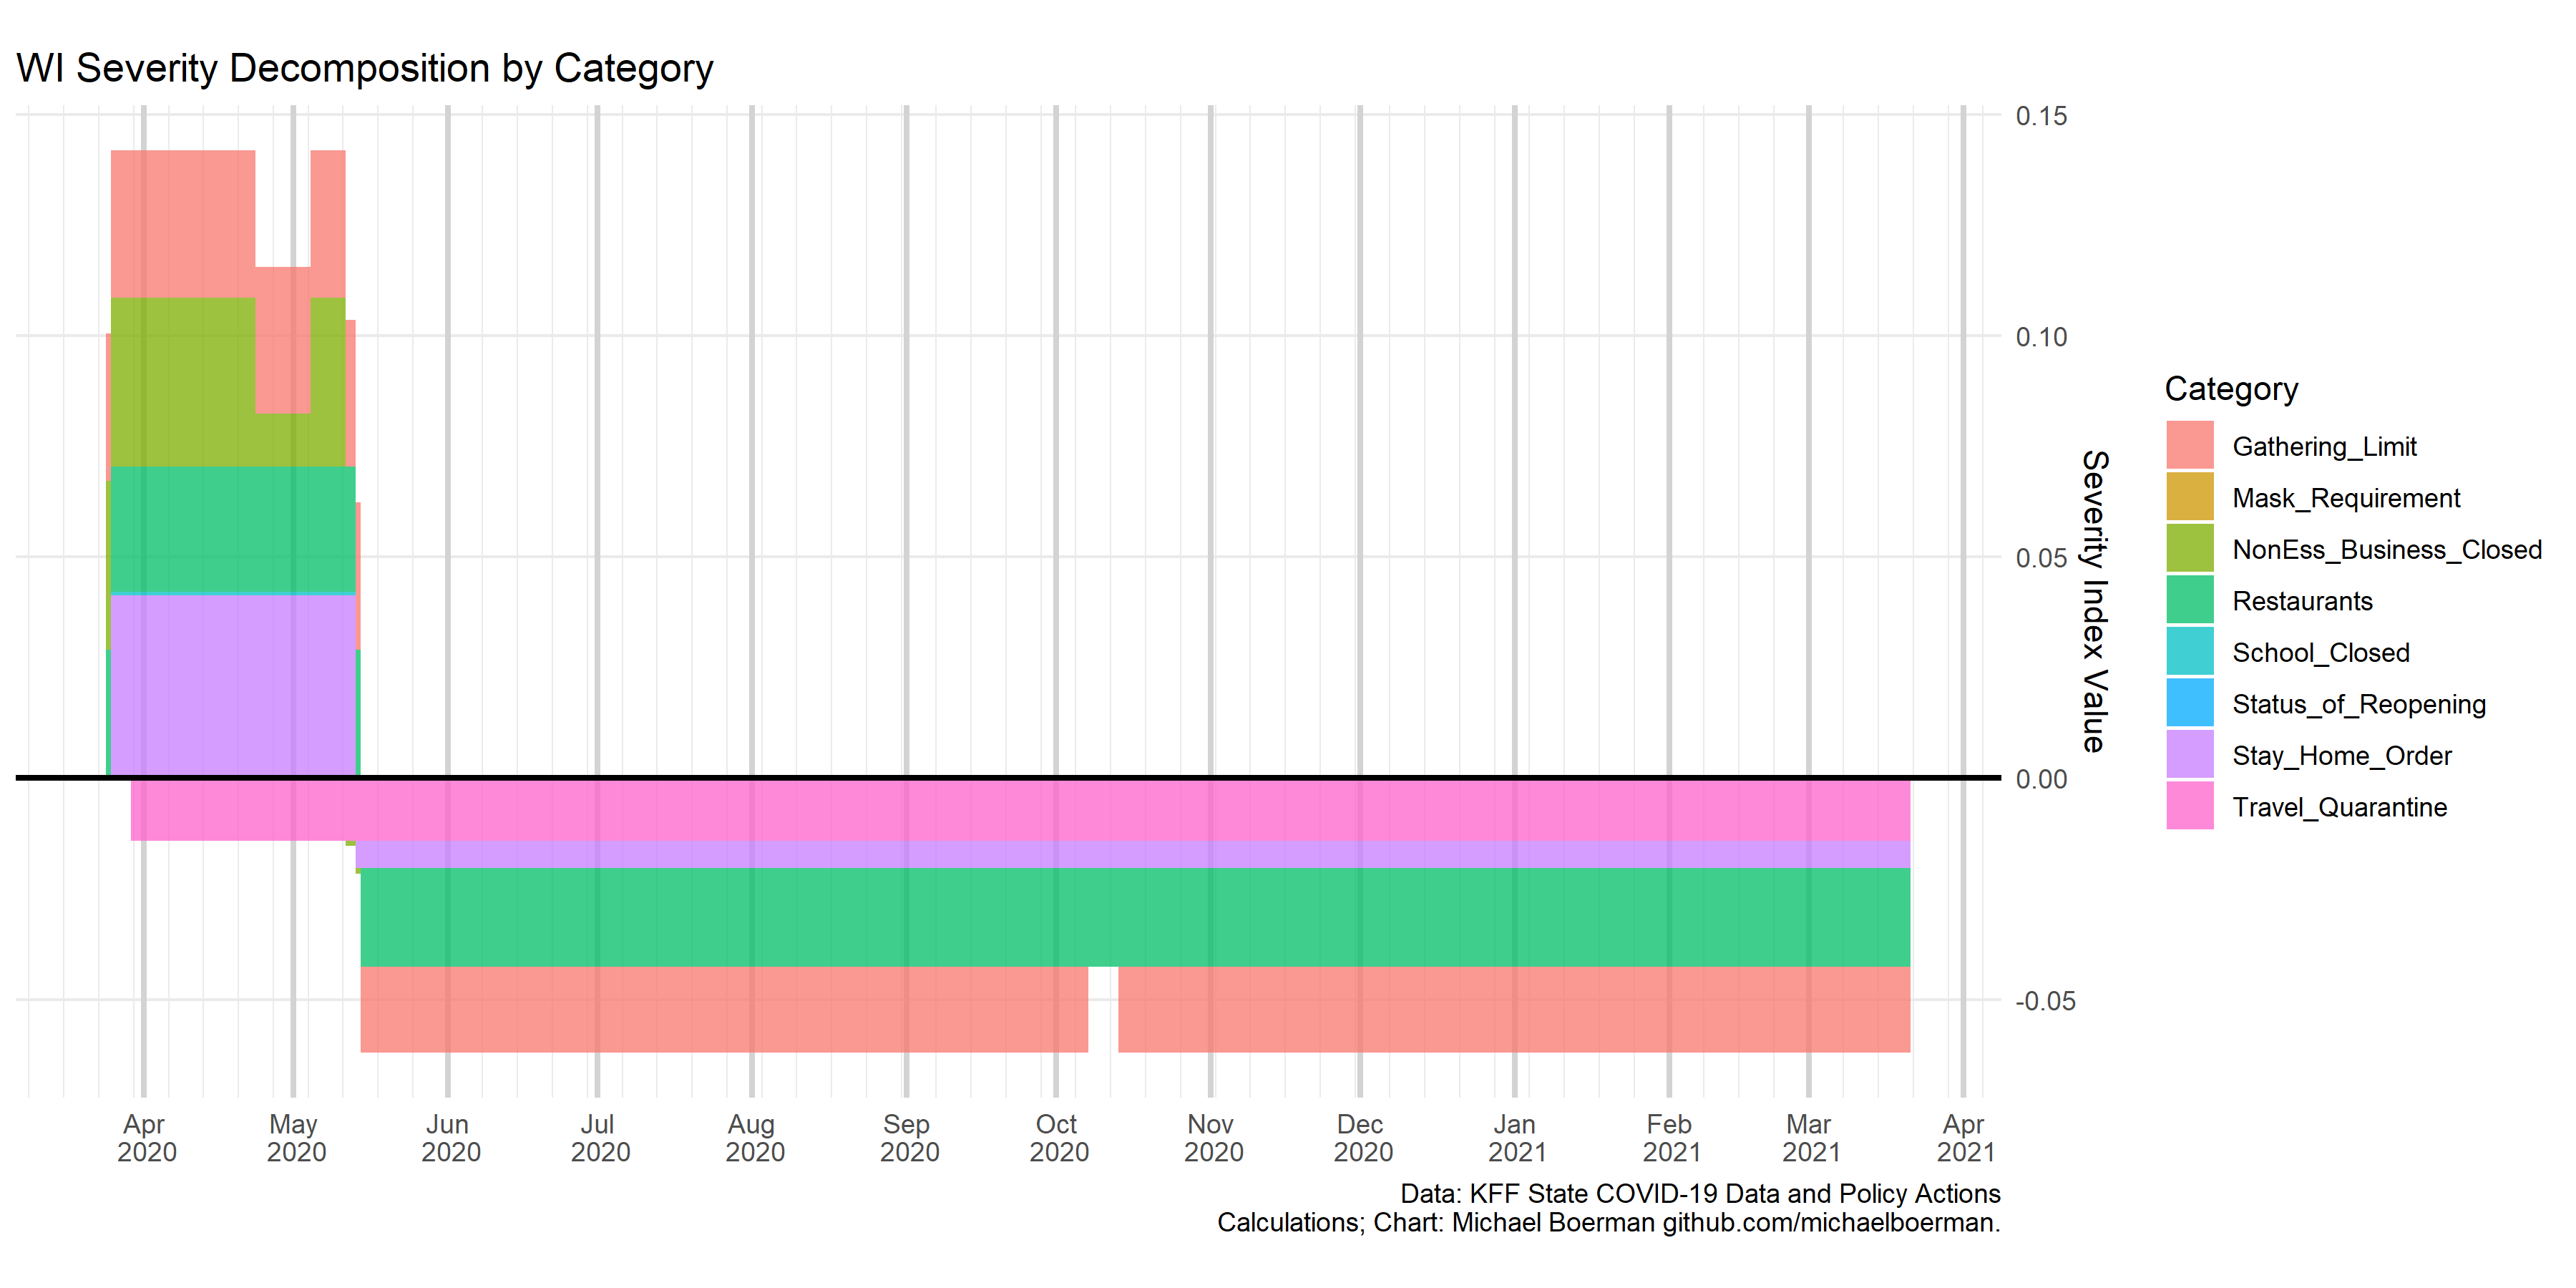 WI Severity Decomposition by Category
0.15
0.10
0.05
0.00
-0.05
Severity Index Value
Apr
2020
May
2020
Jun
2020
Jul
2020
Aug
2020
Sep
2020
Oct
2020
Nov
2020
Dec
2020
Jan
2021
Feb
2021
Mar
2021
Apr
2021
Category
Gathering_Limit
Mask_Requirement
NonEss_Business_Closed
Restaurants
School_Closed
Status_of_Reopening
Stay_Home_Order
Travel_Quarantine
Data: KFF State COVID-19 Data and Policy Actions
Calculations; Chart: Michael Boerman github.com/michaelboerman.